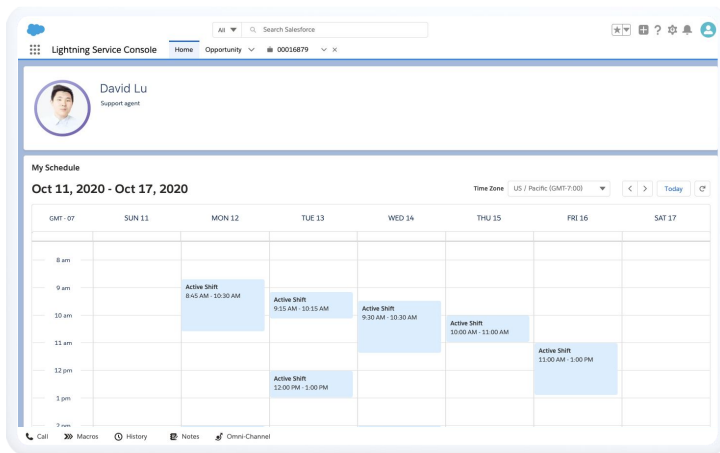 All
Search Salesforce
Lightning Service Console
Home
Opportunity
00016879
David Lu
Support agent
My Schedule
Oct 11, 2020 - Oct 17, 2020
Time Zone
US / Pacific (GMT-7:00)
Today
GMT - 07
SUN 11
MON 12
TUE 13
WED 14
THU 15
FRI 16
SAT 17
8 am
9 am
Active Shift
8:45 AM - 10:30 AM
Active Shift
9:15 AM - 10:15 AM
Active Shift
9:30 AM - 10:30 AM
10 am
Active Shift
10:00 AM - 11:00 AM
11 am
Active Shift
11:00 AM - 1:00 PM
12 pm
Active Shift
12:00 PM - 1:00 PM
1 pm
2 pm
Call
Macros
History
Notes
Omni-Channel